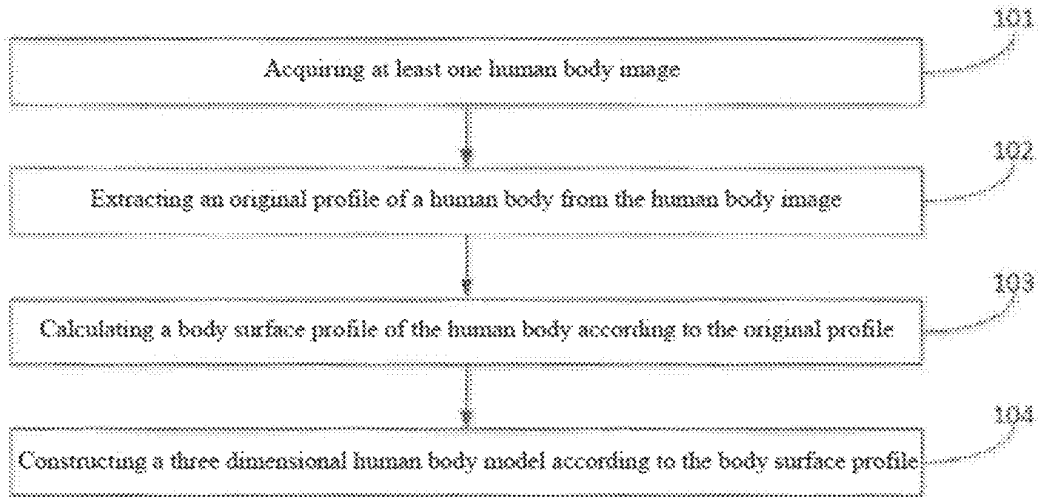 101
Acquiring at least one human body image
102
Extracting an original profile of a human body from the human body image
103
Calculating a body surface profile of the human body according to the original profile
104
Constructing a three dimensional human body model according to the body surface profile